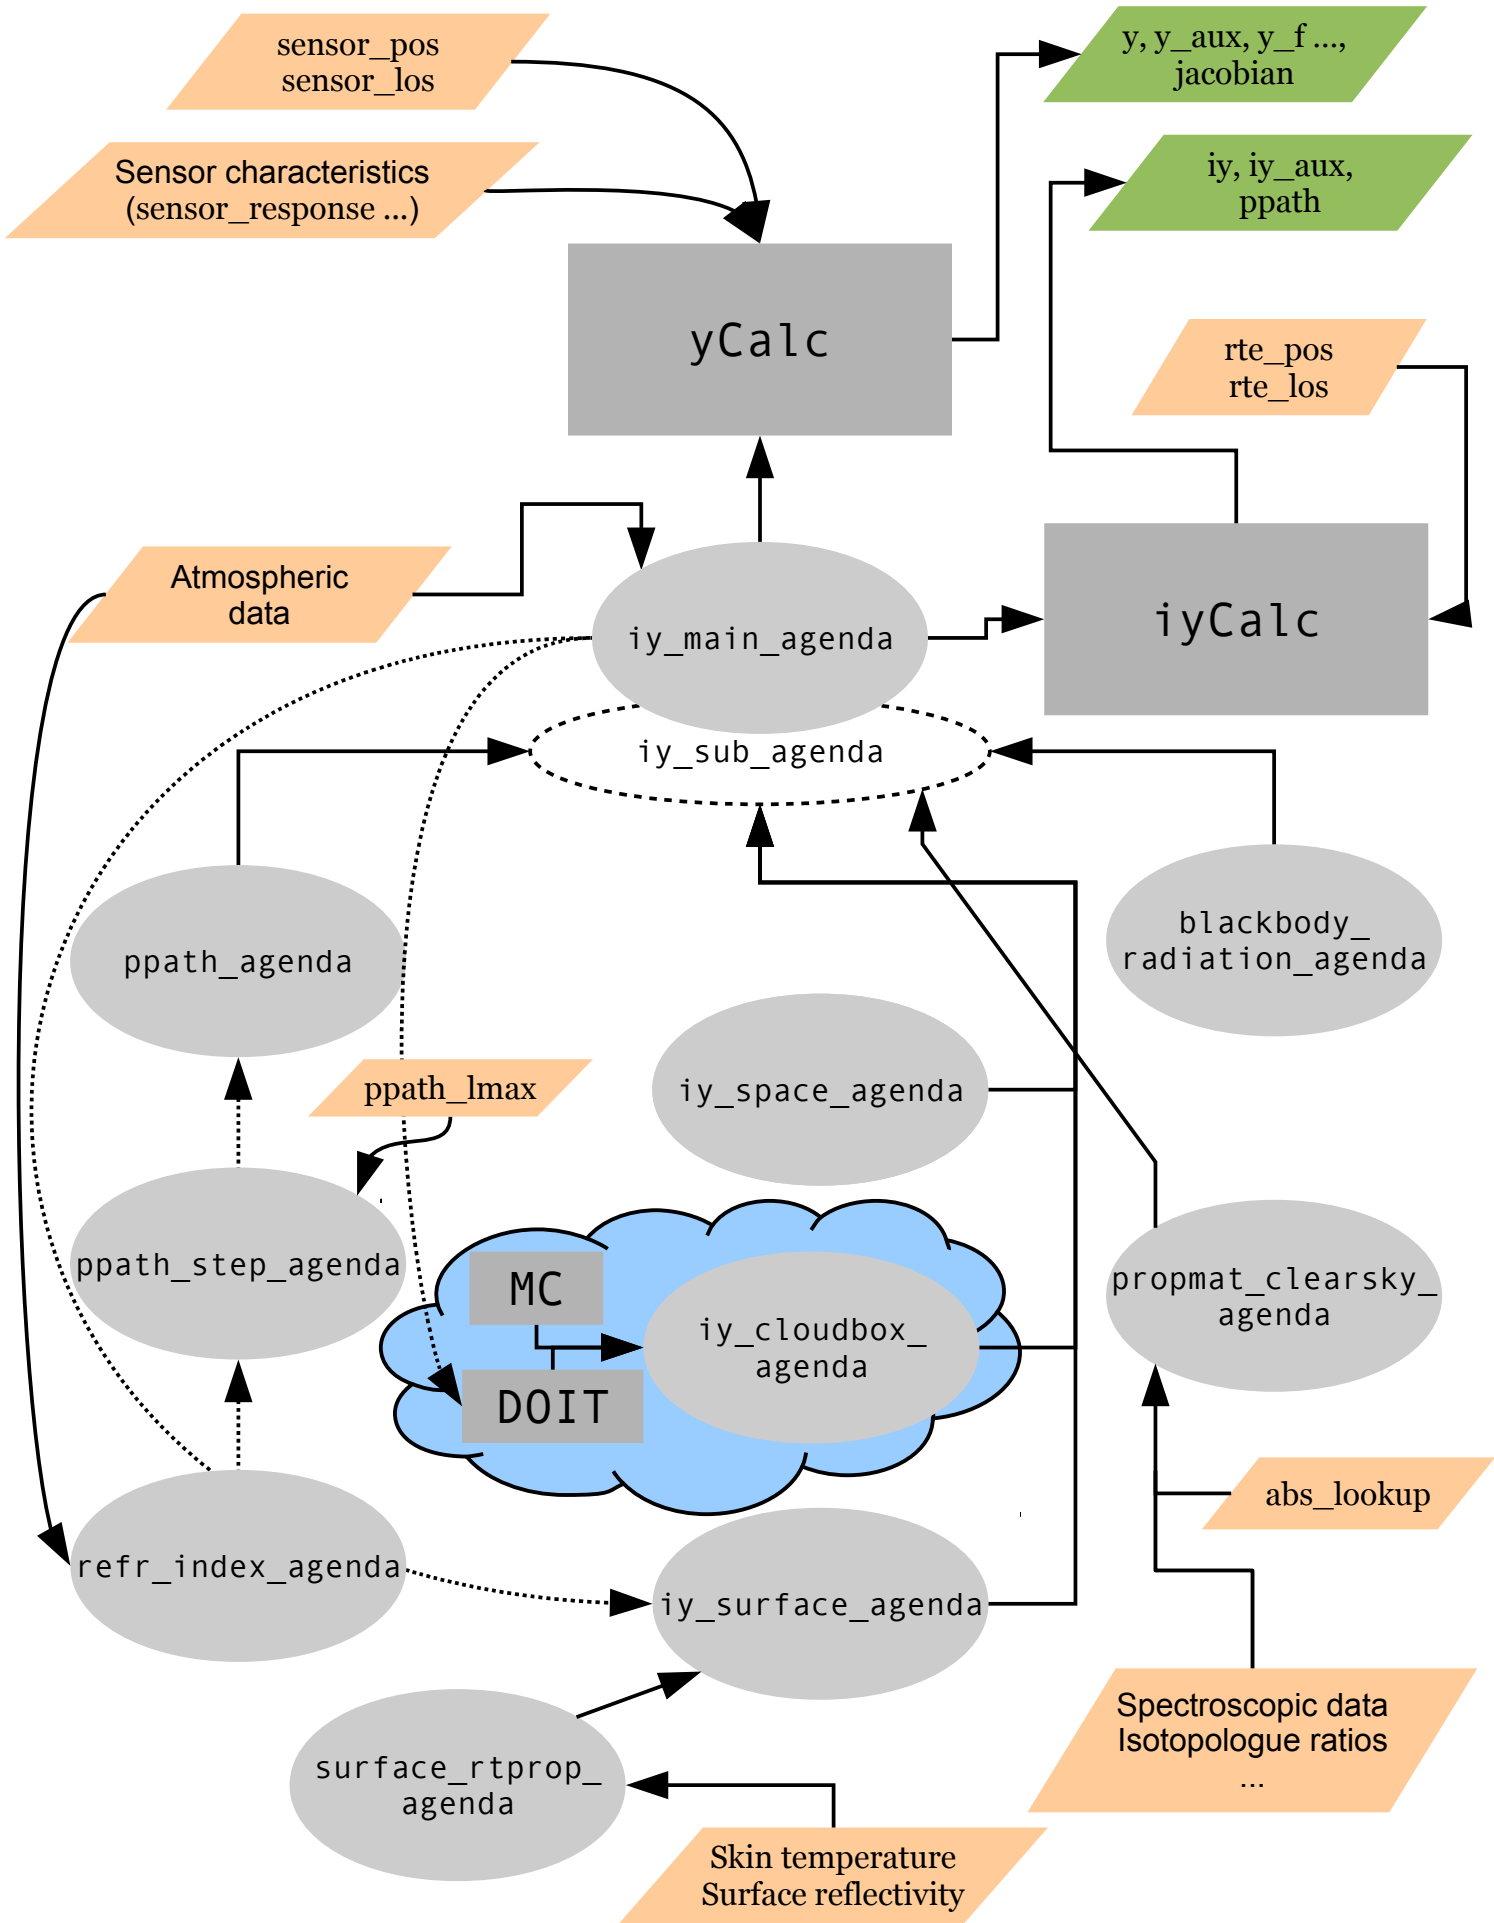 sensor_pos
sensor_los
y, y_aux, y_f ...,
jacobian
Sensor characteristics
(sensor_response ...)
iy, iy_aux,
ppath
yCalc
rte_pos
rte_los
Atmospheric
data
iy_main_agenda
iyCalc
iy_sub_agenda
ppath_agenda
blackbody_
radiation_agenda
ppath_lmax
iy_space_agenda
ppath_step_agenda
MC
iy_cloudbox_
agenda
propmat_clearsky_
agenda
DOIT
abs_lookup
refr_index_agenda
iy_surface_agenda
Spectroscopic data
Isotopologue ratios
...
surface_rtprop_
agenda
Skin temperature
Surface reflectivity